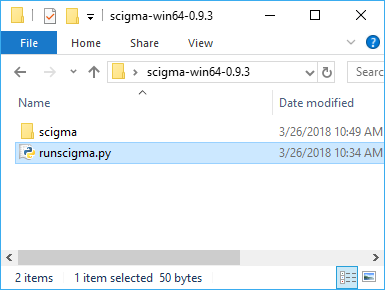 scigma-win64-0.9.3
File Home Share View
scigma-win64-0.9.3 Searc
Name Date modified
scigma 3/26/2018 10:49 AM
runscigma.py 3/26/2018 10:34 AM
2 items 1 item selected 50 bytes